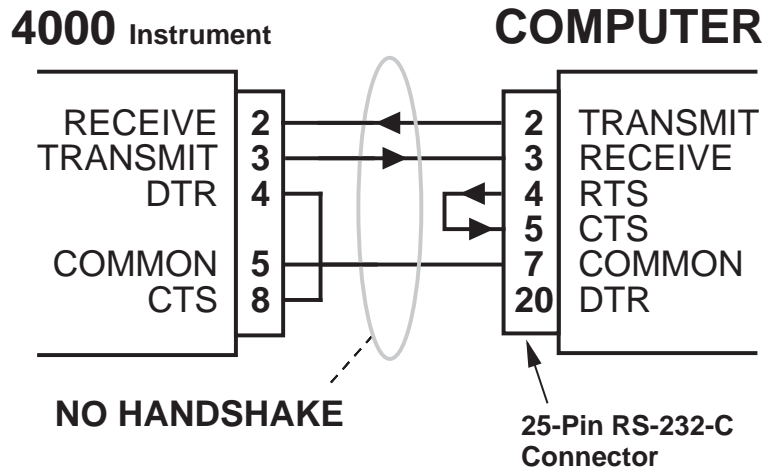 4000 Instrument
COMPUTER
RECEIVE 2
TRANSMIT 3
DTR 4
COMMON 5
CTS 8
2 TRANSMIT
3 RECEIVE
4 RTS
5 CTS
7 COMMON
20 DTR
NO HANDSHAKE
25-Pin RS-232-C
Connector